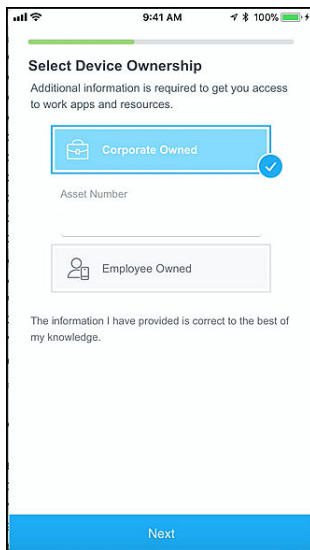 9:41 AM
100%
Select Device Ownership
Additional information is required to get you access
to work apps and resources.
Corporate Owned
Asset Number
Employee Owned
The information I have provided is correct to the best of
my knowledge.
Next